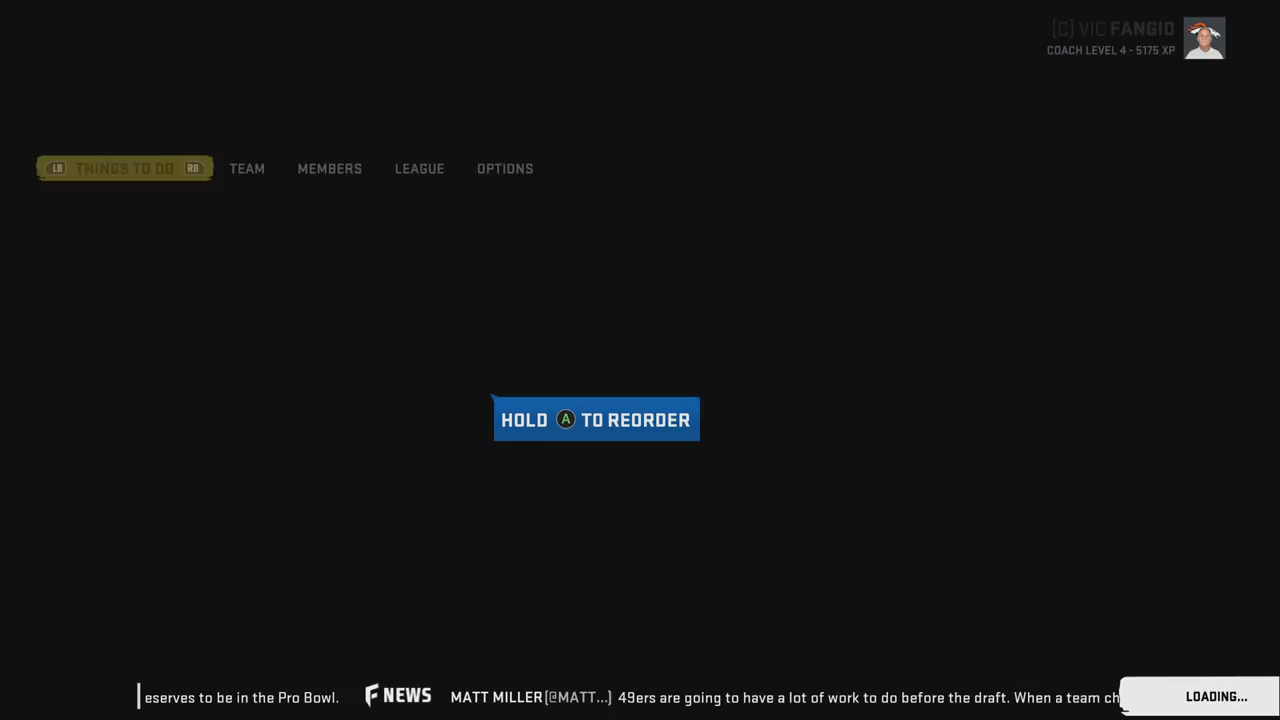 [C] VIC FANGIO
COACH LEVEL 4 - 5175 XP
LB THINGS TO DO RB TEAM MEMBERS LEAGUE OPTIONS
HOLD A TO REORDER
eserves to be in the Pro Bowl. F NEWS MATT MILLER (@MATT...) 49ers are going to have a lot of work to do before the draft. When a team ch LOADING...